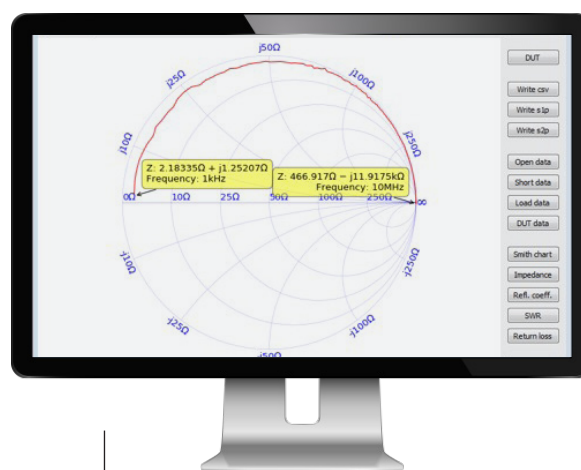 j50Ω
j25Ω
j100Ω
j10Ω
j250Ω
Z: 2.18335Ω + j1.25207Ω
Frequency: 1kHz
Z: 466.917Ω − j11.9175kΩ
Frequency: 10MHz
0Ω 10Ω 25Ω 50Ω 100Ω 250Ω ∞
-j10Ω
-j250Ω
-j25Ω
-j100Ω
-j50Ω
DUT
Write csv
Write s1p
Write s2p
Open data
Short data
Load data
DUT data
Smith chart
Impedance
Refl. coeff.
SWR
Return loss